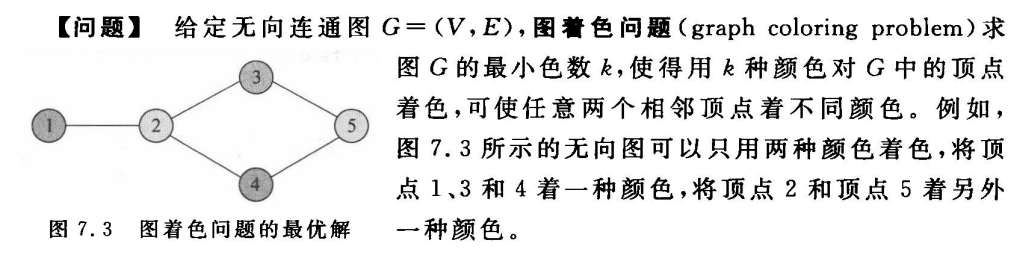 【问题】 给定无向连通图 G=(V,E),图着色问题(graph coloring problem)求
图 G 的最小色数 k,使得用 k 种颜色对 G 中的顶点
着色,可使任意两个相邻顶点着不同颜色。例如,
图 7.3 所示的无向图可以只用两种颜色着色,将顶
点 1、3 和 4 着一种颜色,将顶点 2 和顶点 5 着另外
一种颜色。
3
1
2
5
4
图 7.3 图着色问题的最优解